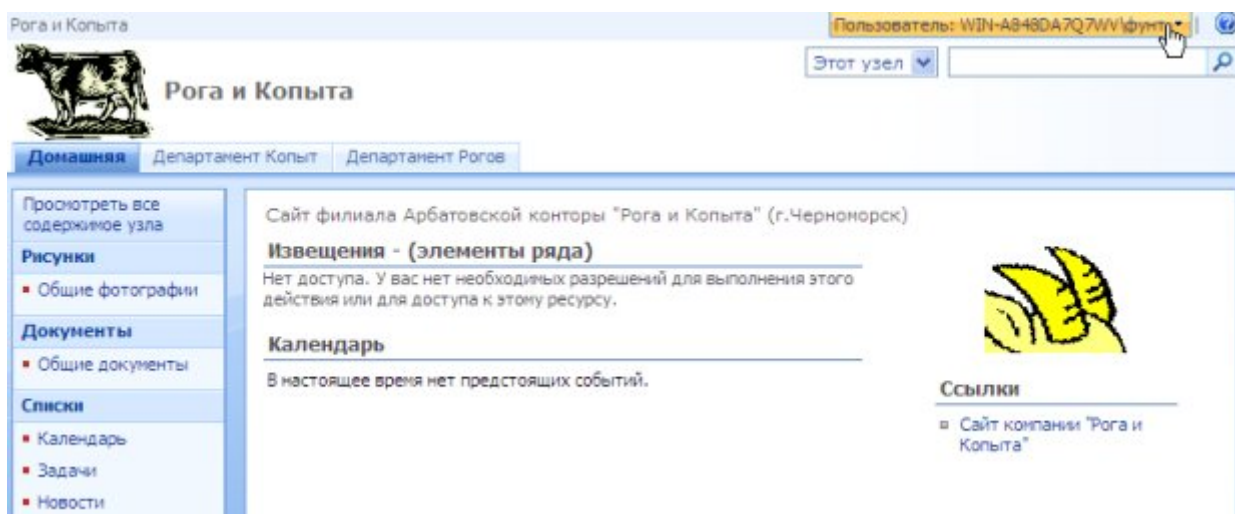 Рога и Копыта
Пользователь: WIN-A848DA7Q7WV\фунт
Этот узел
Рога и Копыта
Домашняя Департамент Копыт Департамент Рогов
Просмотреть все
содержимое узла
Рисунки
Общие фотографии
Документы
Общие документы
Списки
Календарь
Задачи
Новости
Сайт филиала Арбатовской конторы "Рога и Копыта" (г.Черноморск)
Извещения - (элементы ряда)
Нет доступа. У вас нет необходимых разрешений для выполнения этого
действия или для доступа к этому ресурсу.
Календарь
В настоящее время нет предстоящих событий.
Ссылки
Сайт компании "Рога и
Копыта"